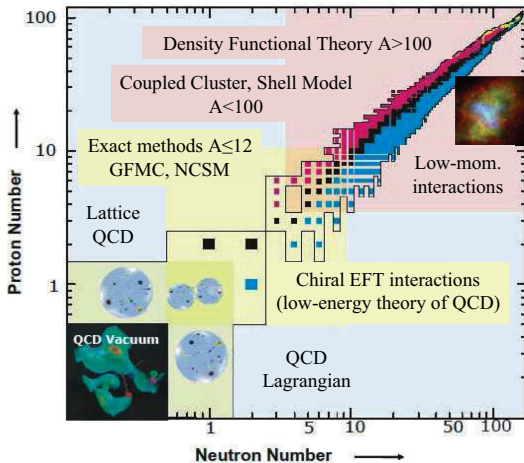 100
10
1
Proton Number
Density Functional Theory A>100
Coupled Cluster, Shell Model
A<100
Exact methods A≤12
GFMC, NCSM
Low-mom.
interactions
Lattice
QCD
Chiral EFT interactions
(low-energy theory of QCD)
QCD Vacuum
QCD
Lagrangian
1
5
10
50
100
Neutron Number